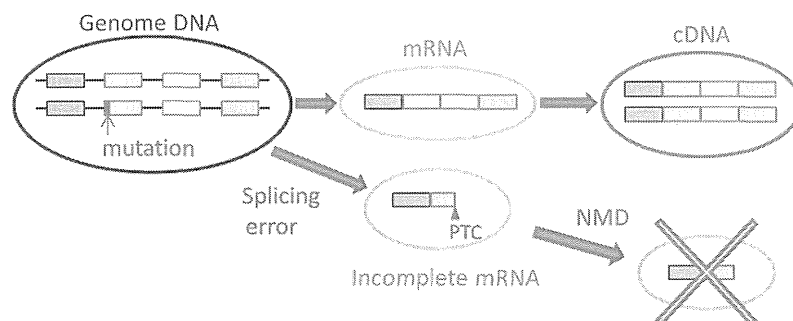 Genome DNA
mRNA
cDNA
mutation
Splicing
error
PTC
NMD
Incomplete mRNA